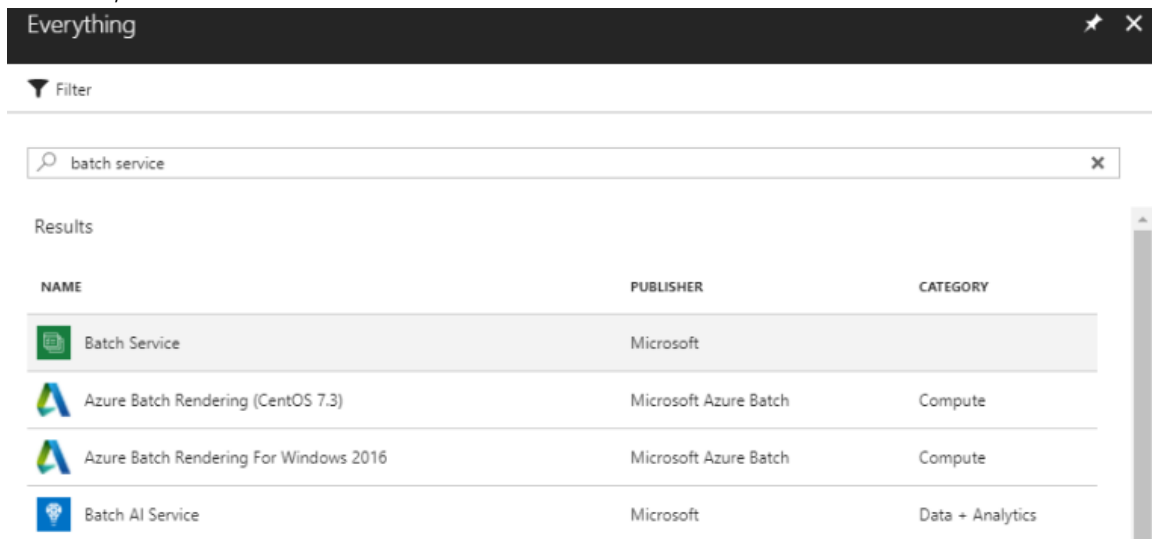 Everything
Filter
batch service
Results
NAME PUBLISHER CATEGORY
Batch Service Microsoft
Azure Batch Rendering (CentOS 7.3) Microsoft Azure Batch Compute
Azure Batch Rendering For Windows 2016 Microsoft Azure Batch Compute
Batch AI Service Microsoft Data + Analytics